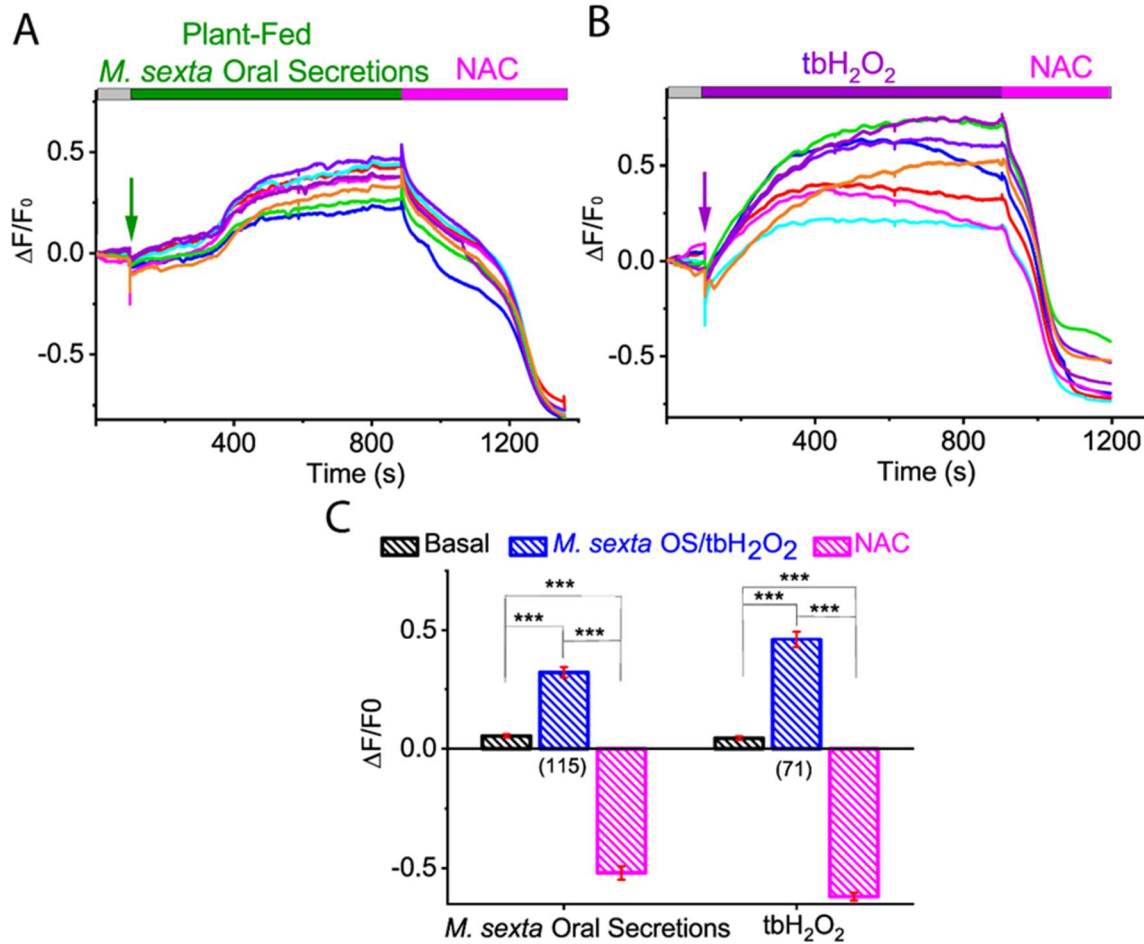 A
Plant-Fed
M. sexta Oral Secretions
NAC
ΔF/F₀
0.5
0.0
-0.5
400
800
1200
Time (s)
B
tbH₂O₂
NAC
ΔF/F₀
0.5
0.0
-0.5
400
800
1200
Time (s)
C
Basal
M. sexta OS/tbH₂O₂
NAC
ΔF/F0
0.5
0.0
-0.5
***
***
***
***
***
***
(115)
(71)
M. sexta Oral Secretions
tbH₂O₂